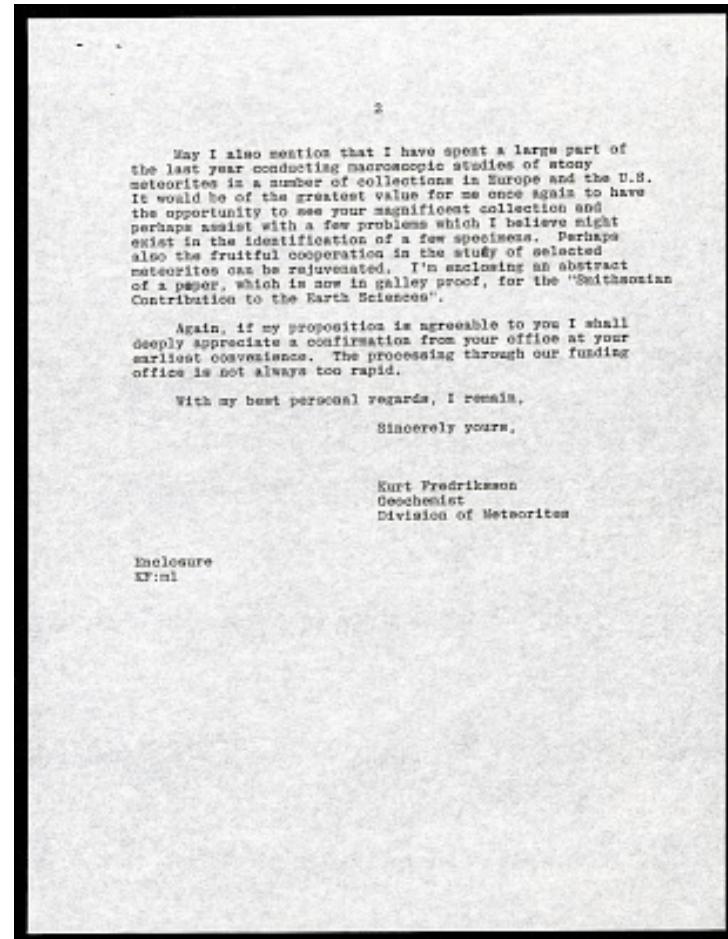 2
May I also mention that I have spent a large part of
the last year conducting macroscopic studies of stony
meteorites in a number of collections in Europe and the U.S.
It would be of the greatest value for me once again to have
the opportunity to see your magnificent collection and
perhaps assist with a few problems which I believe might
exist in the identification of a few specimens. Perhaps
also the fruitful cooperation in the study of selected
meteorites can be rejuvenated. I'm enclosing an abstract
of a paper, which is now in galley proof, for the "Smithsonian
Contribution to the Earth Sciences".
Again, if my proposition is agreeable to you I shall
deeply appreciate a confirmation from your office at your
earliest convenience. The processing through our funding
office is not always too rapid.
With my best personal regards, I remain,
Sincerely yours,
Kurt Fredriksson
Geochemist
Division of Meteorites
Enclosure
KF:ml